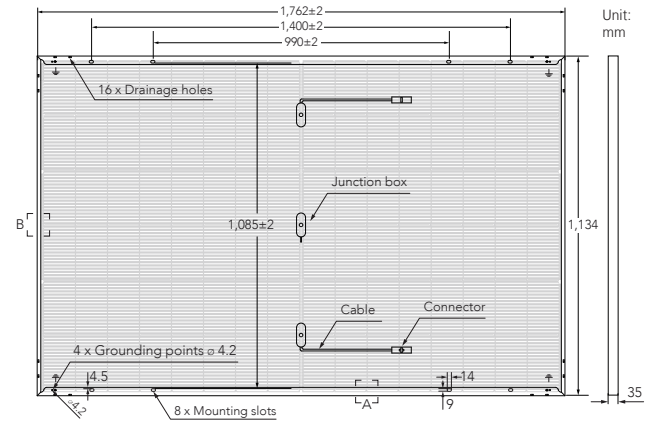 1,762±2
Unit:
mm
1,400±2
990±2
16 x Drainage holes
Junction box
B
1,085±2
1,134
Cable
Connector
4 x Grounding points ⌀ 4.2
4.5
14
⌀4.2
8 x Mounting slots
A
9
35